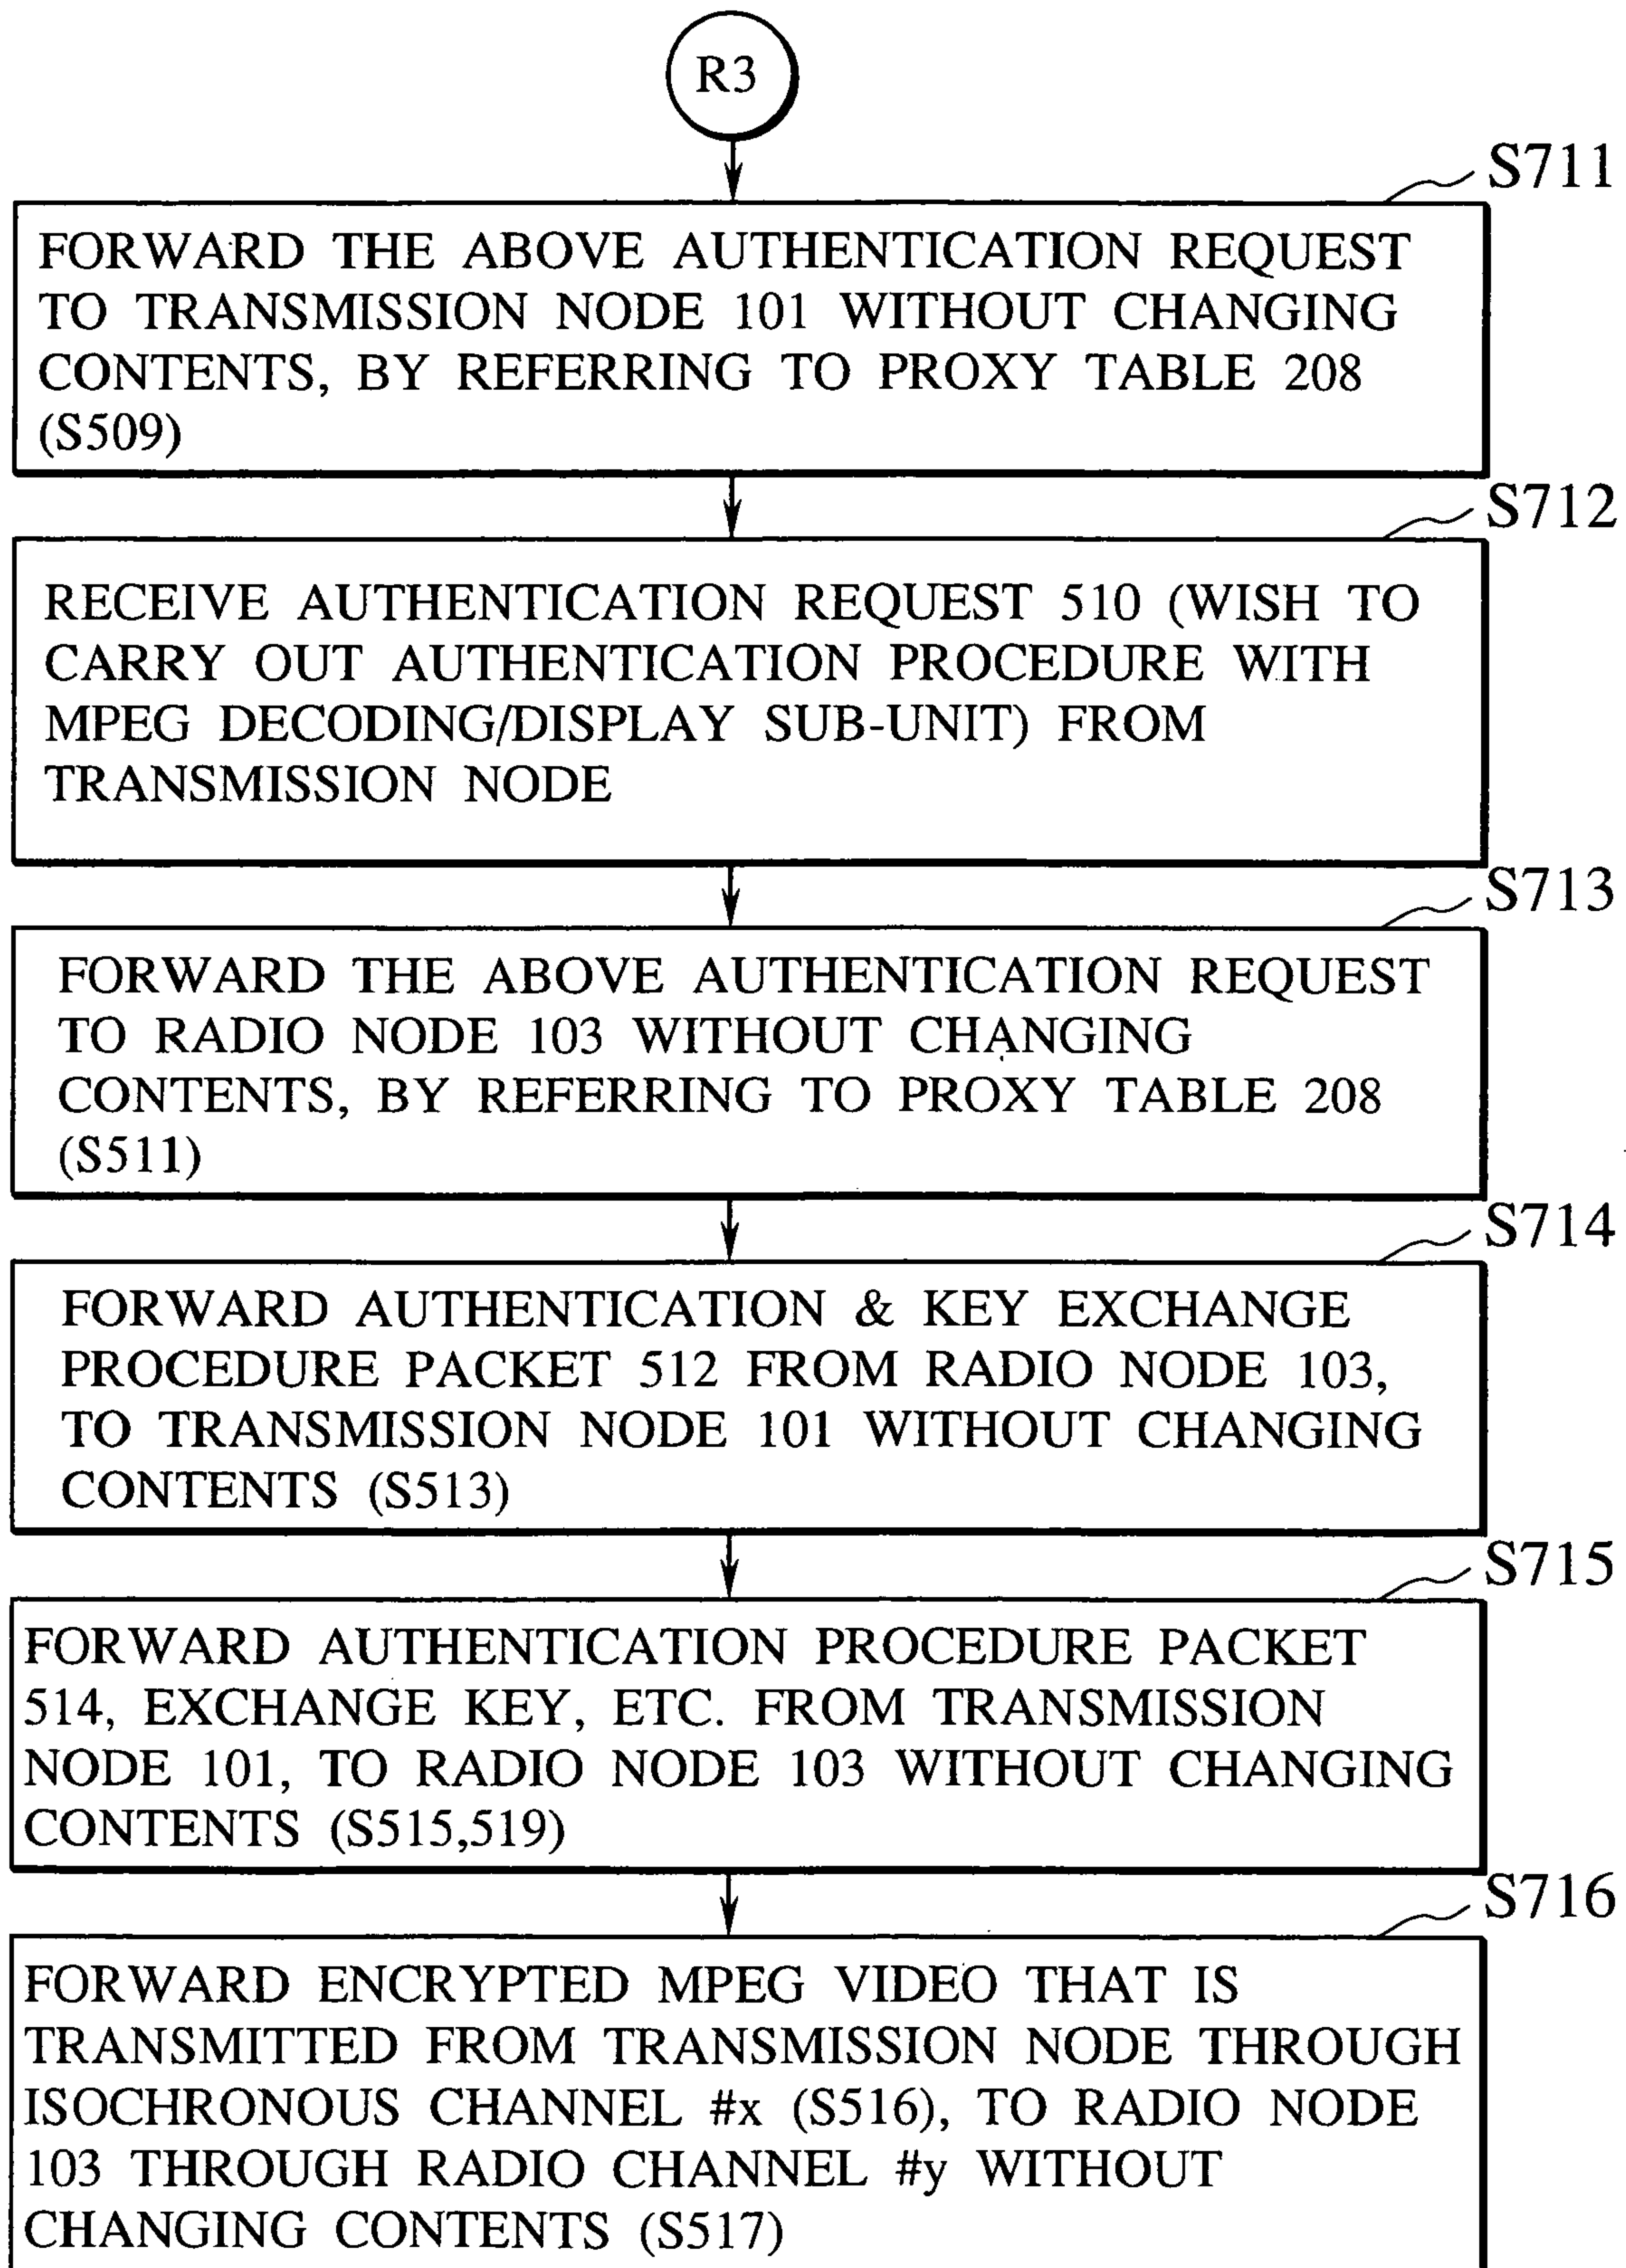 R3
S711
FORWARD THE ABOVE AUTHENTICATION REQUEST
TO TRANSMISSION NODE 101 WITHOUT CHANGING
CONTENTS, BY REFERRING TO PROXY TABLE 208
(S509)
S712
RECEIVE AUTHENTICATION REQUEST 510 (WISH TO
CARRY OUT AUTHENTICATION PROCEDURE WITH
MPEG DECODING/DISPLAY SUB-UNIT) FROM
TRANSMISSION NODE
S713
FORWARD THE ABOVE AUTHENTICATION REQUEST
TO RADIO NODE 103 WITHOUT CHANGING
CONTENTS, BY REFERRING TO PROXY TABLE 208
(S511)
S714
FORWARD AUTHENTICATION & KEY EXCHANGE
PROCEDURE PACKET 512 FROM RADIO NODE 103,
TO TRANSMISSION NODE 101 WITHOUT CHANGING
CONTENTS (S513)
S715
FORWARD AUTHENTICATION PROCEDURE PACKET
514, EXCHANGE KEY, ETC. FROM TRANSMISSION
NODE 101, TO RADIO NODE 103 WITHOUT CHANGING
CONTENTS (S515,519)
S716
FORWARD ENCRYPTED MPEG VIDEO THAT IS
TRANSMITTED FROM TRANSMISSION NODE THROUGH
ISOCHRONOUS CHANNEL #x (S516), TO RADIO NODE
103 THROUGH RADIO CHANNEL #y WITHOUT
CHANGING CONTENTS (S517)